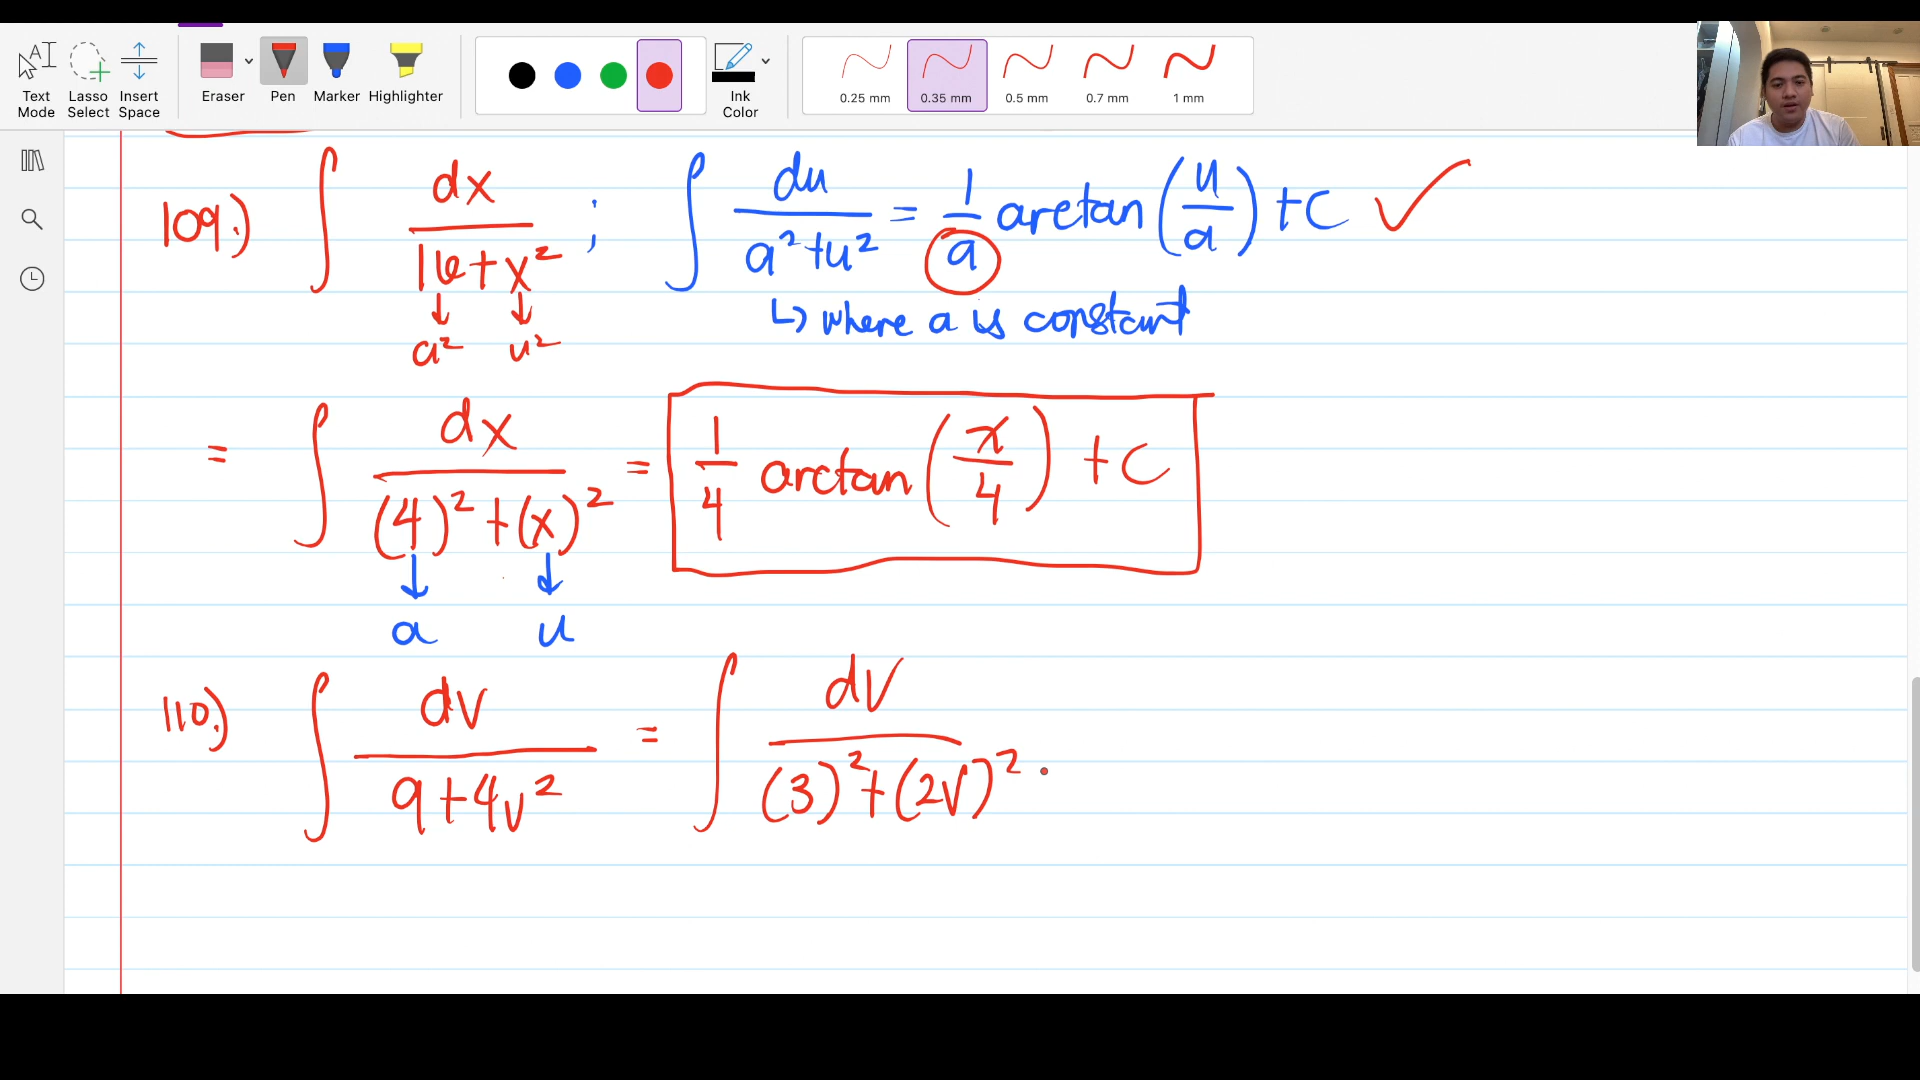 Text Mode Lasso Select Insert Space Eraser Pen Marker Highlighter Ink Color 0.25 mm 0.35 mm 0.5 mm 0.7 mm 1 mm
109.) ∫ dx / 16 + x² ; ∫ du / a² + u² = 1/a arctan (u/a) + C ✓
a² u² ↳ where a is constant
= ∫ dx / (4)² + (x)² = 1/4 arctan (x/4) + C
a u
110.) ∫ dv / 9 + 4v² = ∫ dv / (3)² + (2v)²